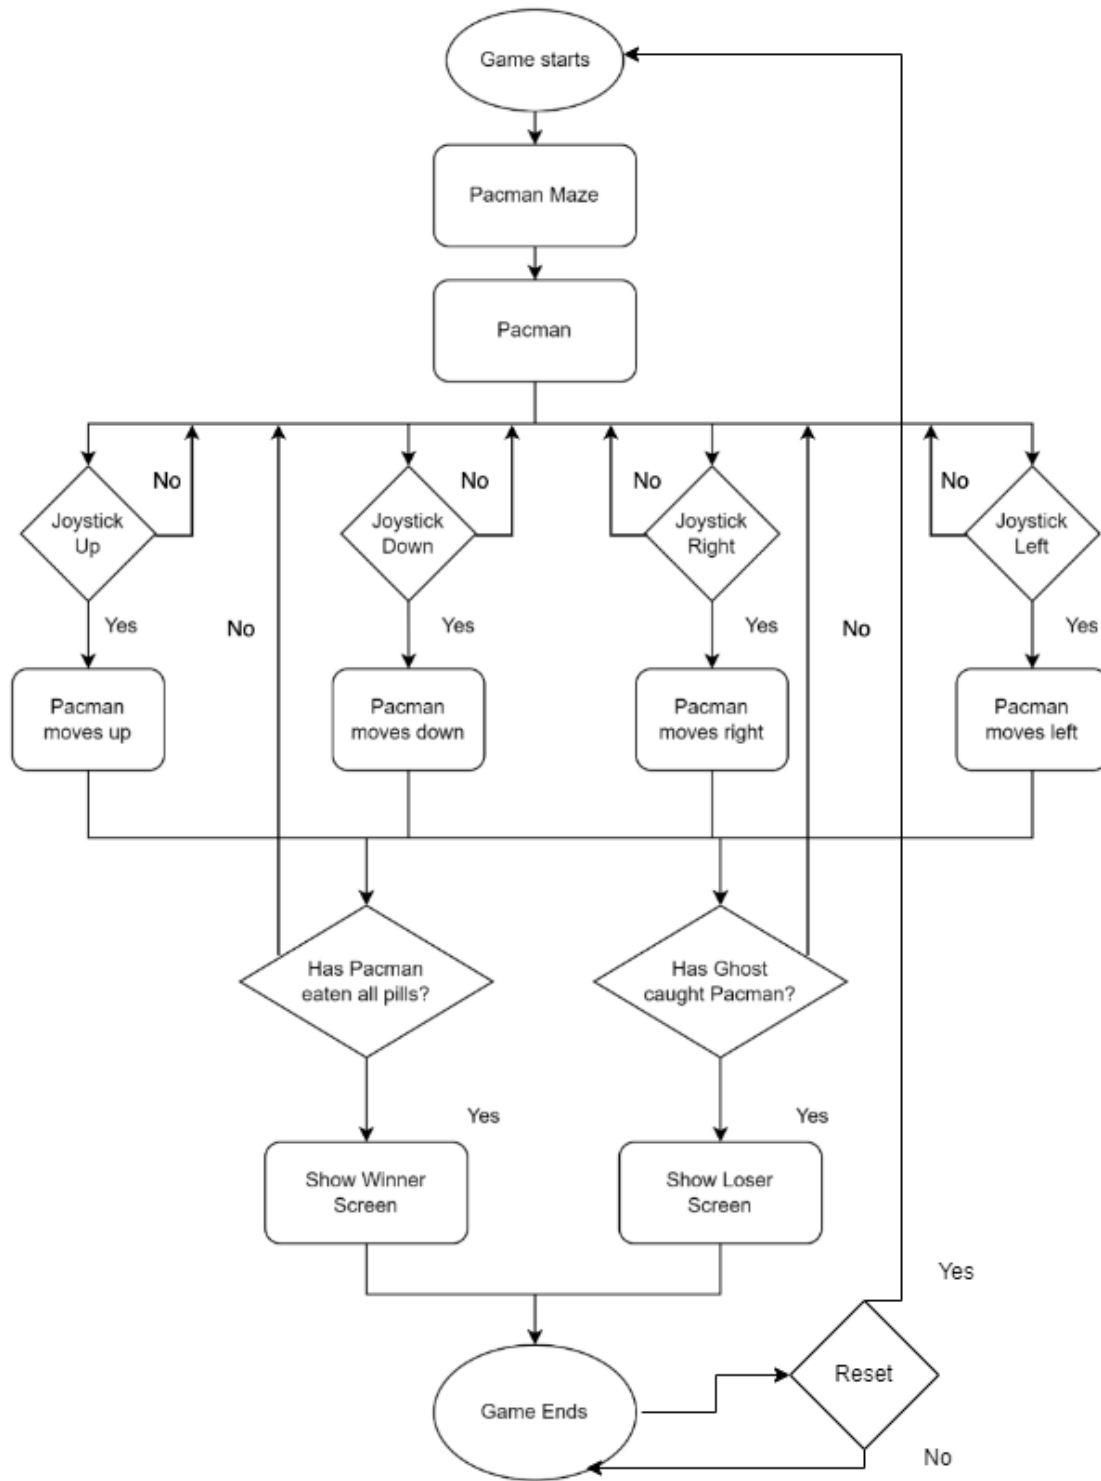 Game starts
Pacman Maze
Pacman
No
No
No
No
Joystick
Up
Joystick
Down
Joystick
Right
Joystick
Left
Yes
No
Yes
Yes
No
Yes
Pacman
moves up
Pacman
moves down
Pacman
moves right
Pacman
moves left
Has Pacman
eaten all pills?
Has Ghost
caught Pacman?
Yes
Yes
Show Winner
Screen
Show Loser
Screen
Yes
Reset
Game Ends
No